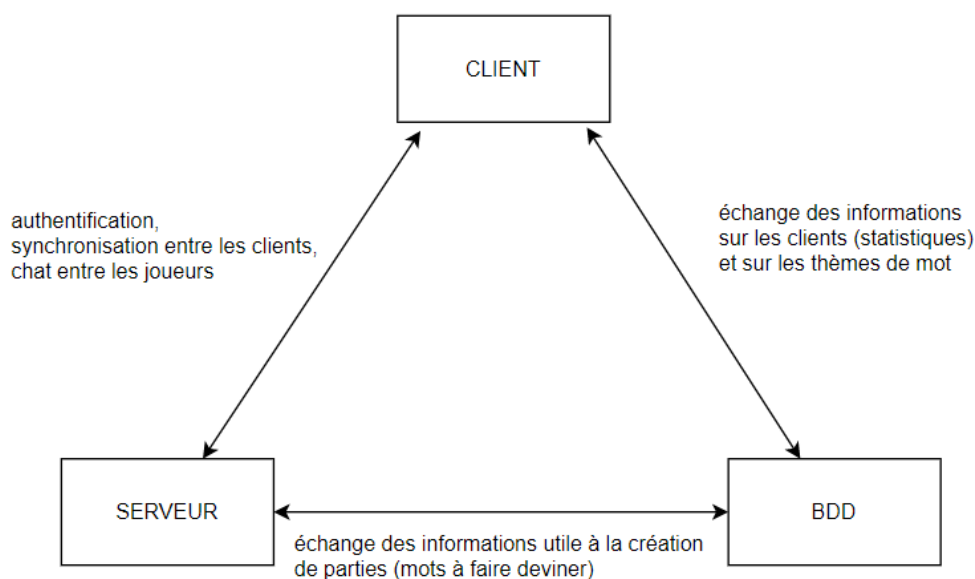 CLIENT
authentification,
synchronisation entre les clients,
chat entre les joueurs
échange des informations
sur les clients (statistiques)
et sur les thèmes de mot
SERVEUR
BDD
échange des informations utile à la création
de parties (mots à faire deviner)